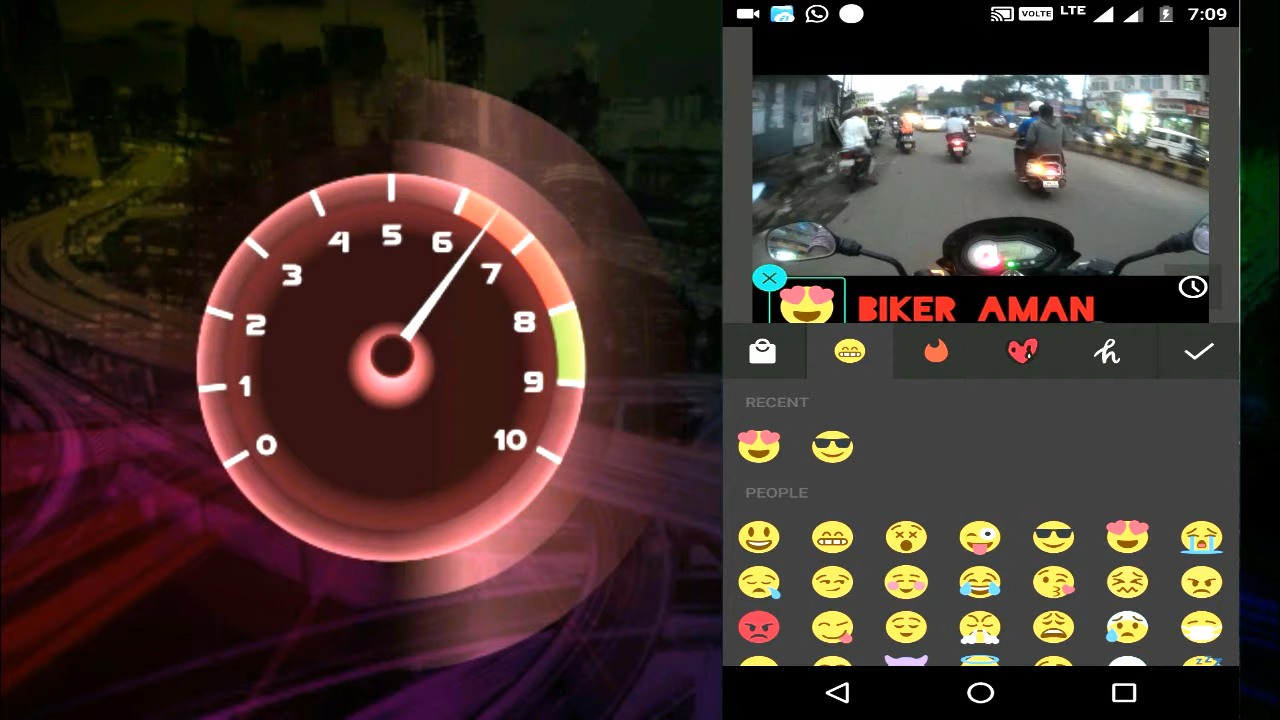 VOLTE LTE 7:09
5
4 6
3 7
2 8
1 9
0 10
BIKER AMAN
RECENT
PEOPLE